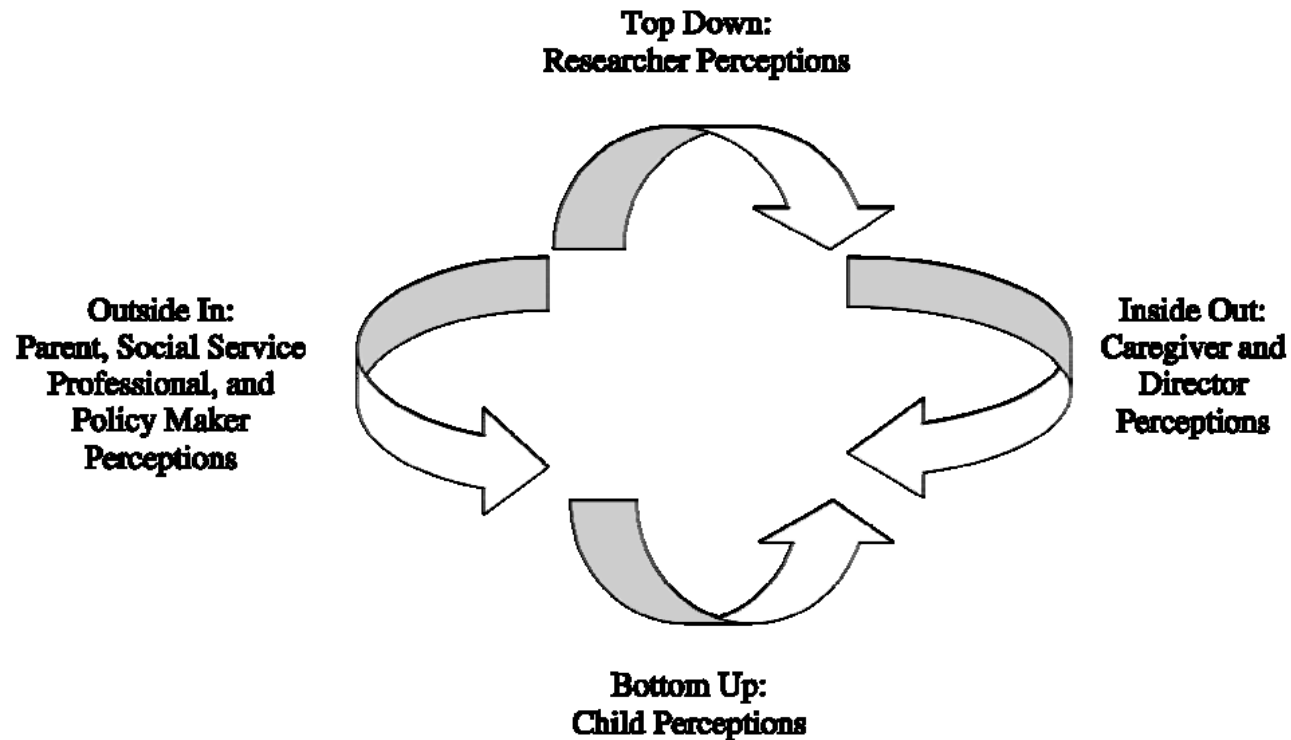 Top Down:
Researcher Perceptions
Outside In:
Parent, Social Service
Professional, and
Policy Maker
Perceptions
Inside Out:
Caregiver and
Director
Perceptions
Bottom Up:
Child Perceptions